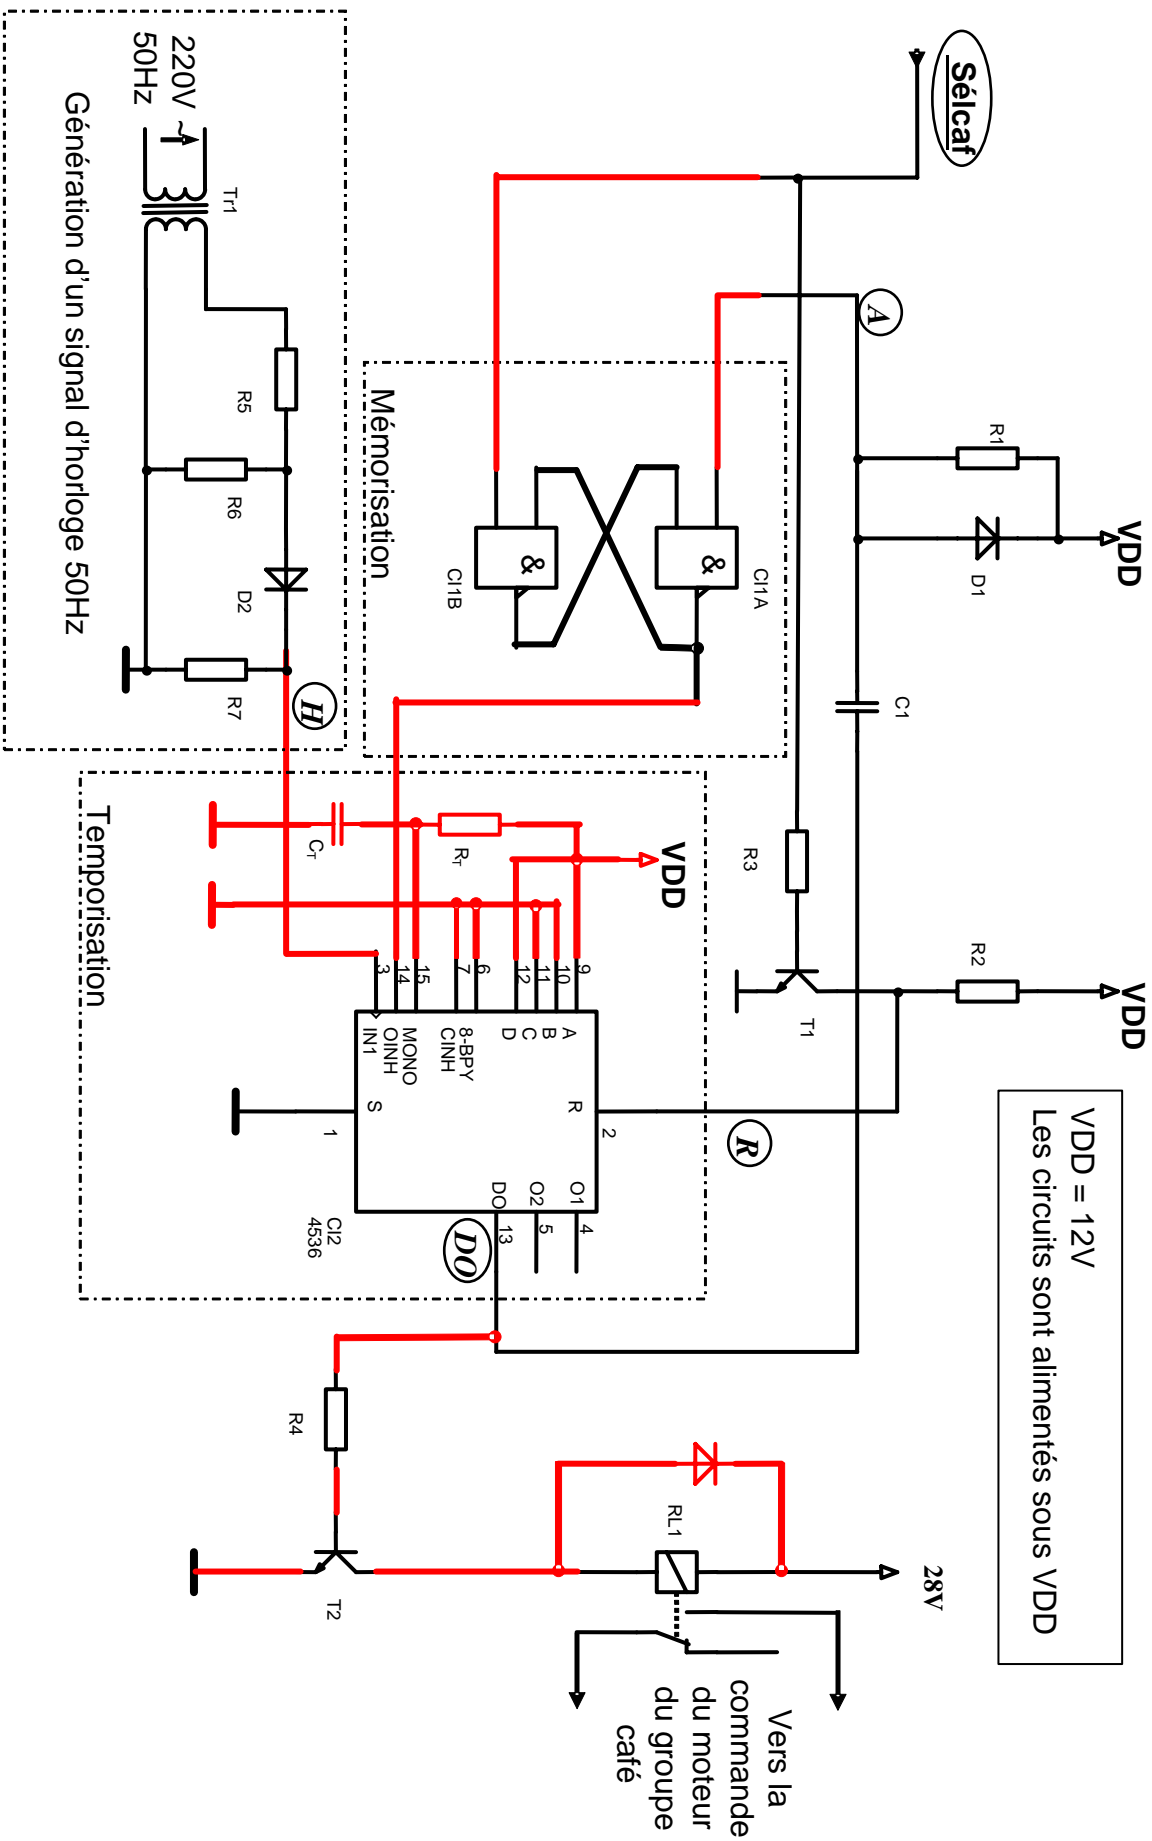 Sélcaf
A
VDD
R1
D1
C1
VDD
R2
R3
T1
VDD = 12V
Les circuits sont alimentés sous VDD
Mémorisation
&
CI1A
&
CI1B
220V ~
50Hz
Tr1
R5
R6
D2
R7
H
Génération d'un signal d'horloge 50Hz
Temporisation
VDD
RT
CT
9
10
11
12
6
7
15
14
3
A
B
C
D
8-BPY
CINH
MONO
OINH
IN1
R
2
S
1
O1
4
O2
5
DO
13
CI2
4536
R
DO
R4
T2
RL1
28V
Vers la
commande
du moteur
du groupe
café